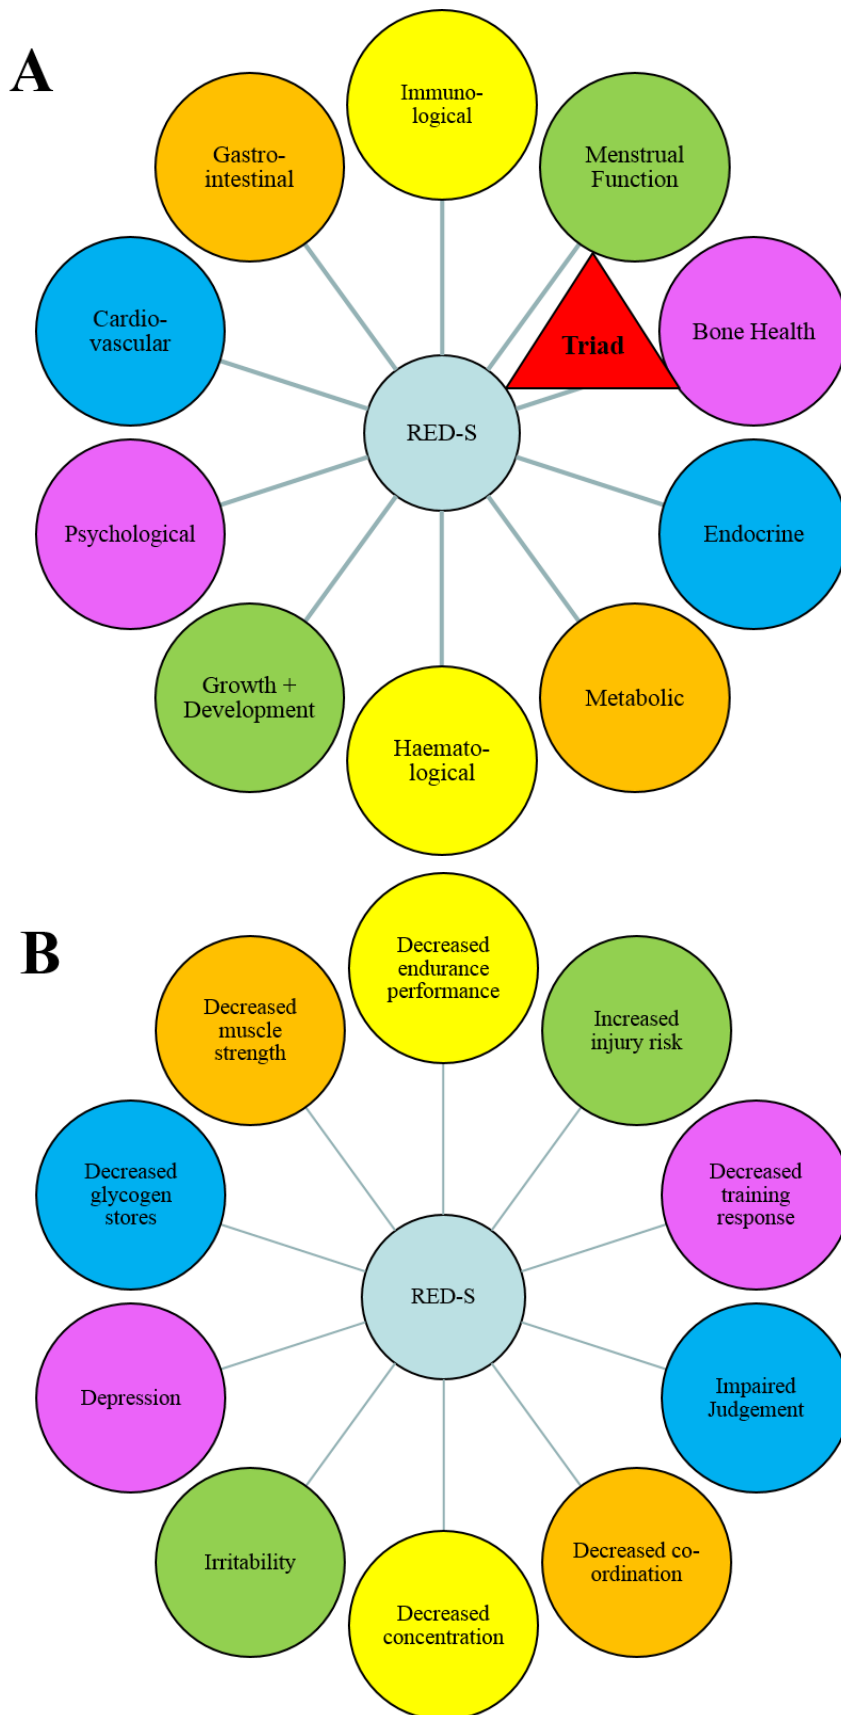 A
Immuno-
logical
Menstrual
Function
Bone Health
Endocrine
Metabolic
Haemato-
logical
Growth +
Development
Psychological
Cardio-
vascular
Gastro-
intestinal
Triad
RED-S
B
Decreased
endurance
performance
Increased
injury risk
Decreased
training
response
Impaired
Judgement
Decreased co-
ordination
Decreased
concentration
Irritability
Depression
Decreased
glycogen
stores
Decreased
muscle
strength
RED-S